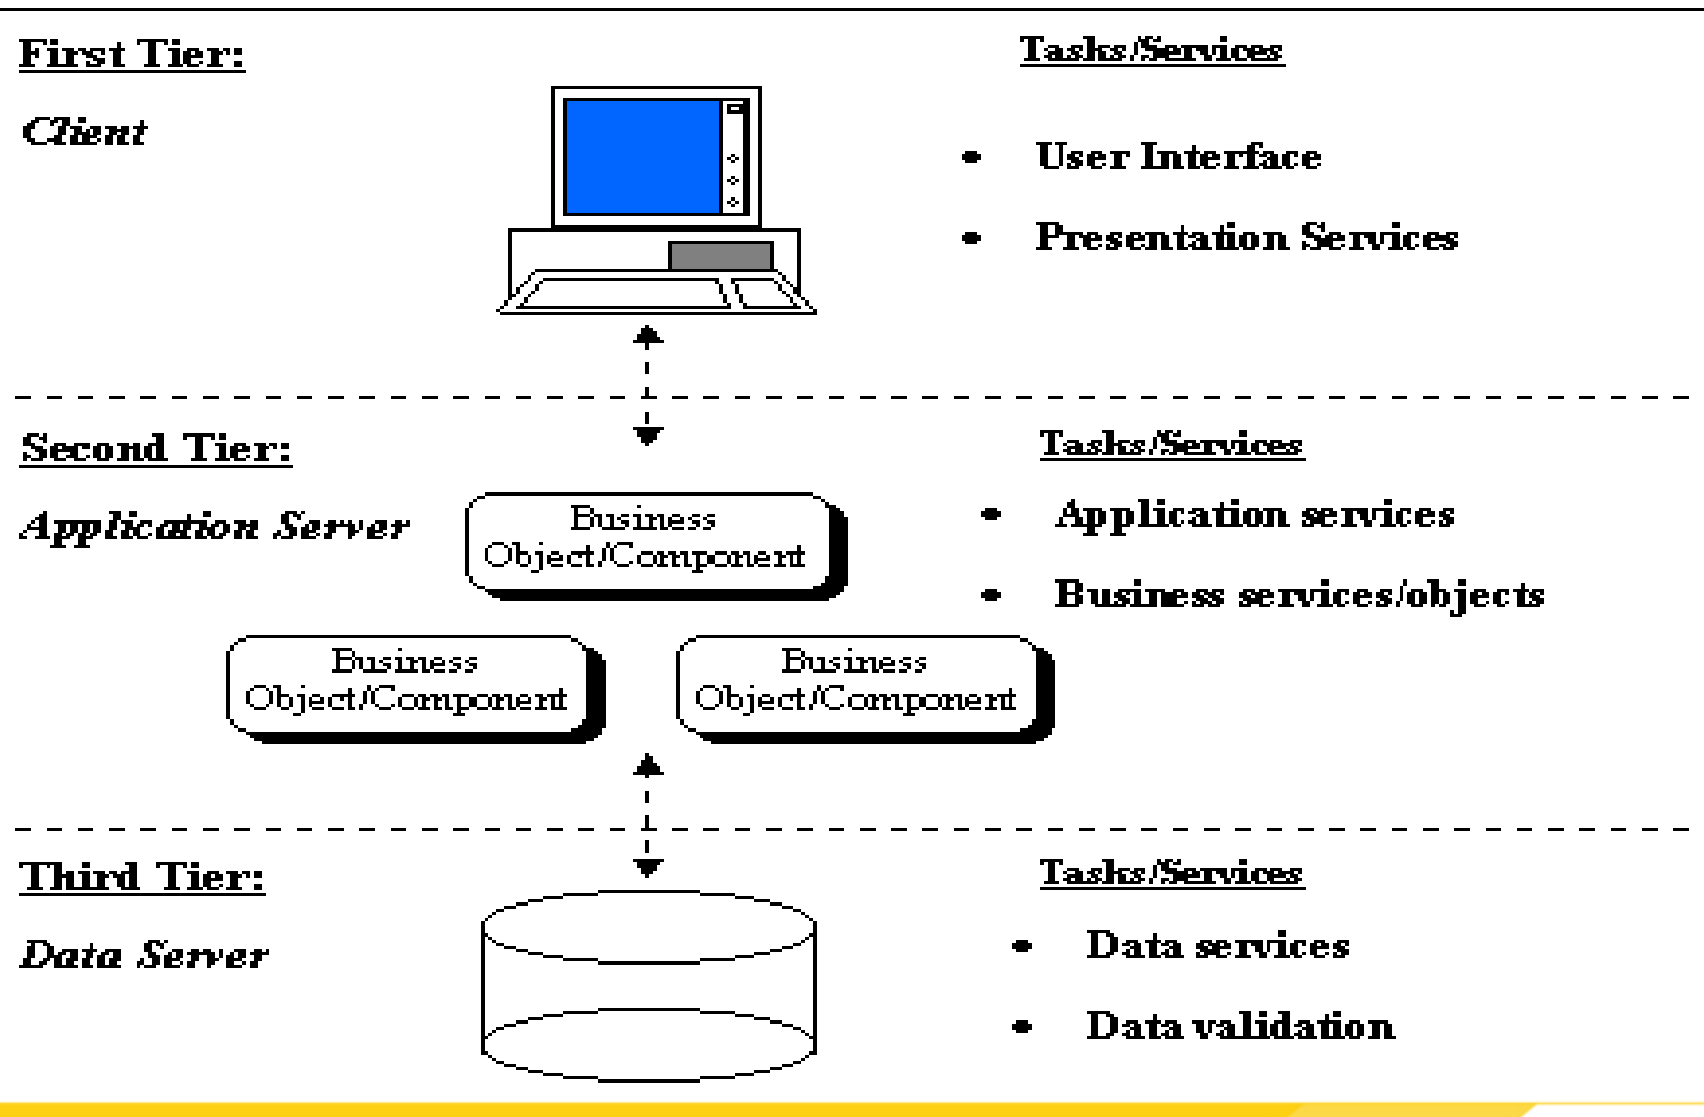 First Tier:
Tasks/Services
Client
• User Interface
• Presentation Services
Second Tier:
Tasks/Services
Application Server
Business
Object/Component
• Application services
• Business services/objects
Business
Object/Component
Business
Object/Component
Third Tier:
Tasks/Services
Data Server
• Data services
• Data validation